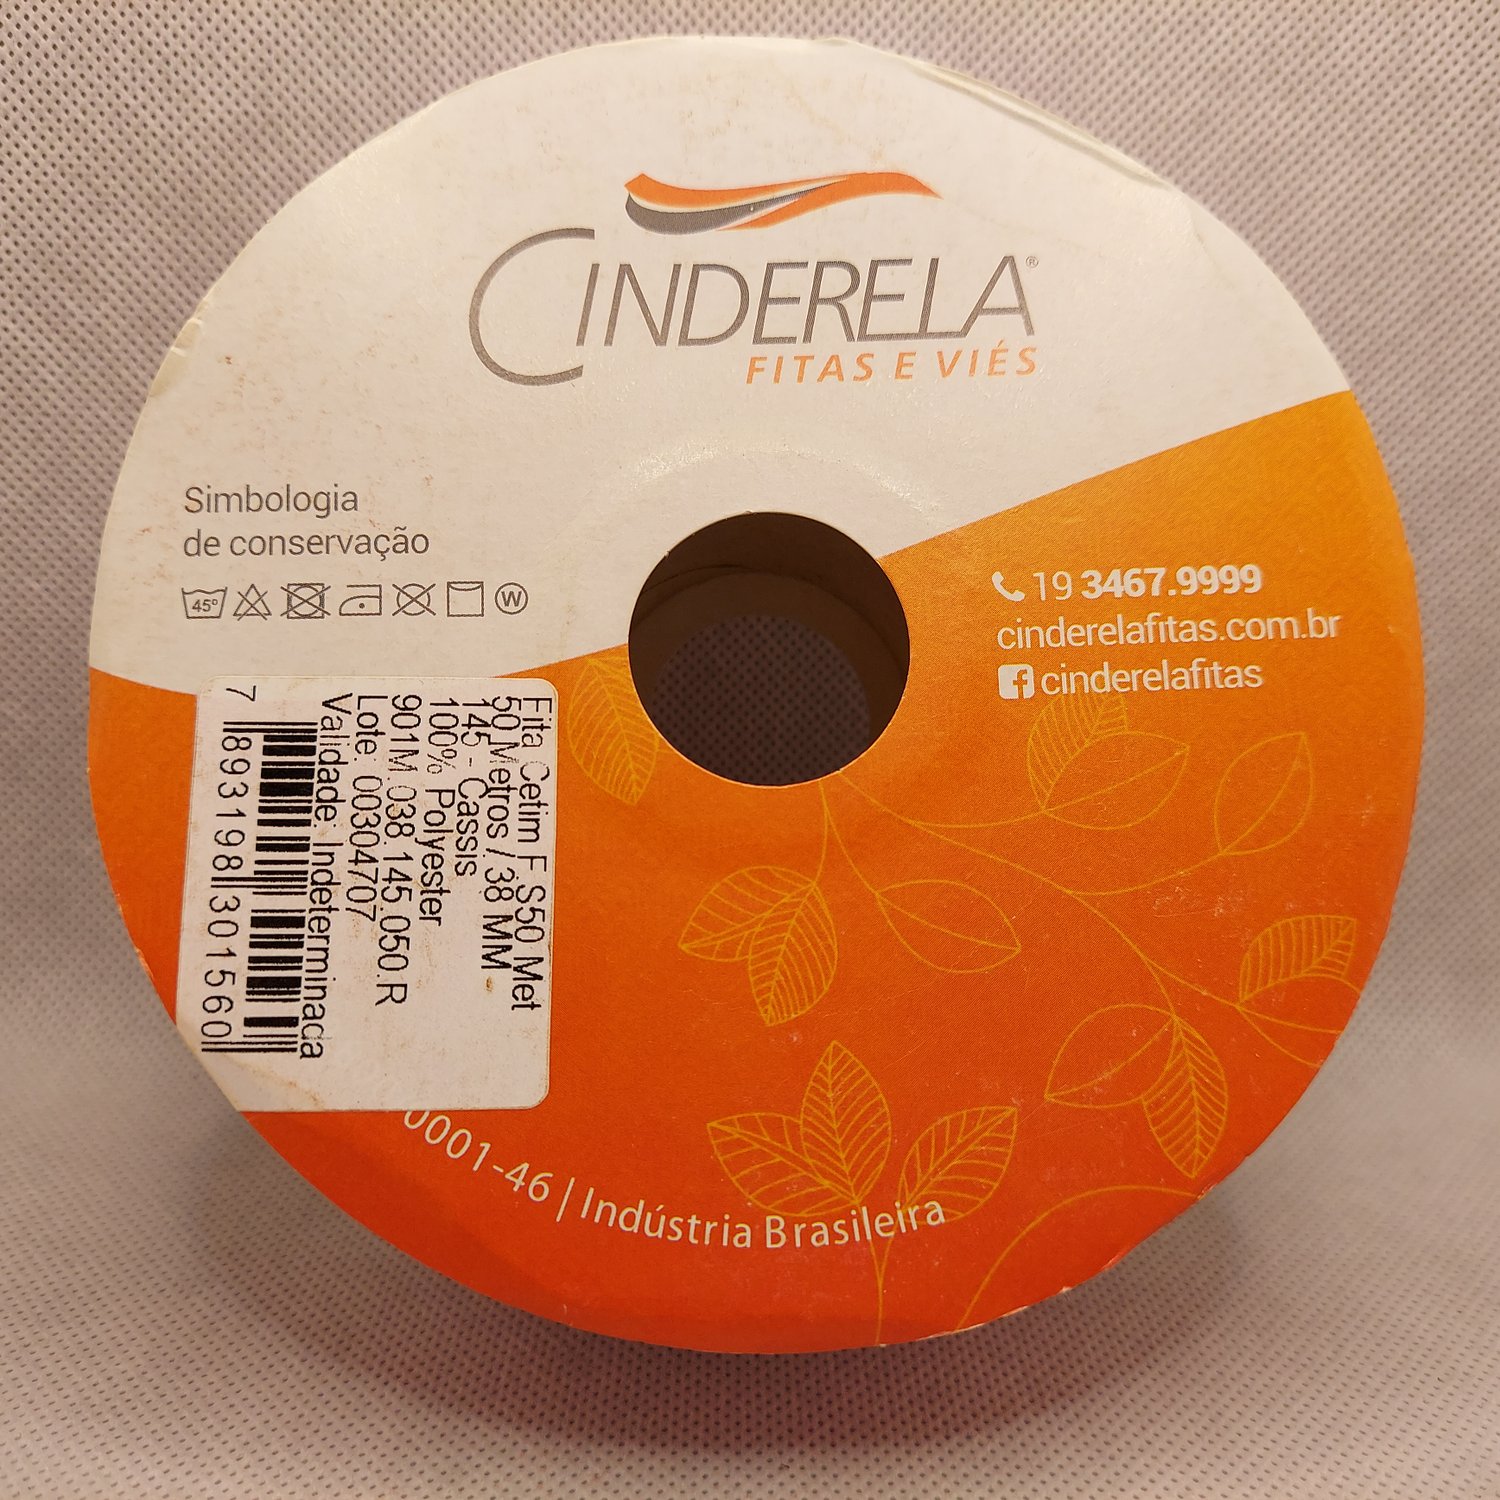 CINDERELA®
FITAS E VIÉS
Simbologia
de conservação
45°
W
19 3467.9999
cinderelafitas.com.br
cinderelafitas
Fita Cetim F S50 Met
50 Metros / 38 MM
145 - Cassis
100% Polyester
901M.038.145.050.R
Lote: 00304707
Validade: Indeterminada
7 893198 301560
0001-46 | Indústria Brasileira